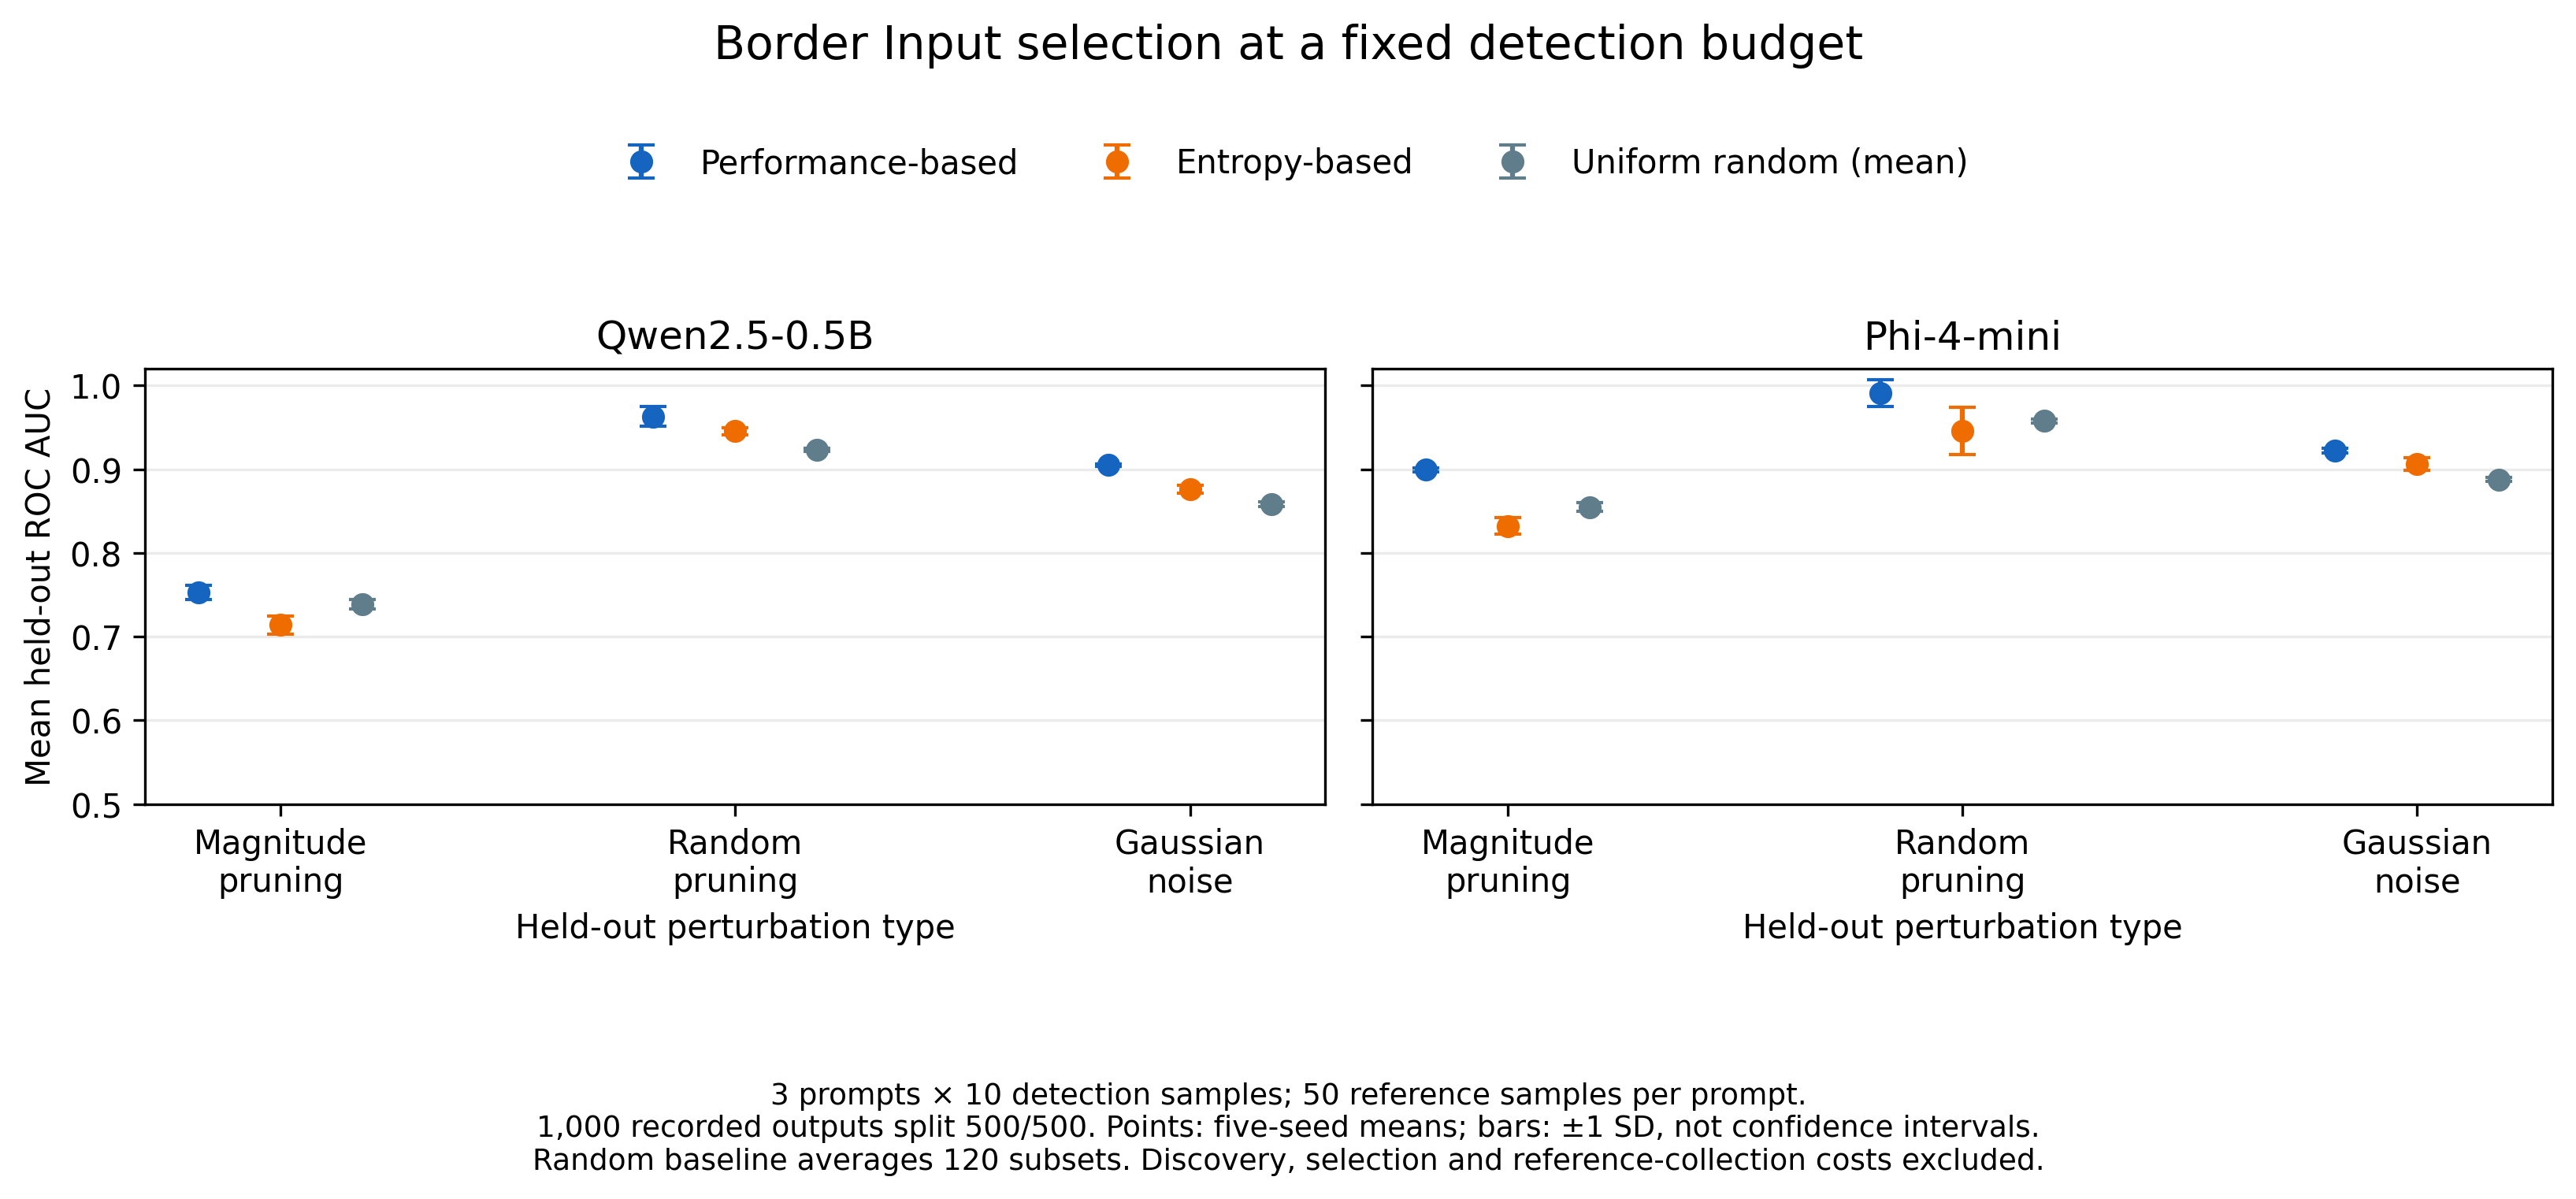 Border Input selection at a fixed detection budget
Performance-based
Entropy-based
Uniform random (mean)
Qwen2.5-0.5B
Phi-4-mini
Mean held-out ROC AUC
1.0
0.9
0.8
0.7
0.6
0.5
Magnitude
pruning
Random
pruning
Gaussian
noise
Held-out perturbation type
Magnitude
pruning
Random
pruning
Gaussian
noise
Held-out perturbation type
3 prompts × 10 detection samples; 50 reference samples per prompt.
1,000 recorded outputs split 500/500. Points: five-seed means; bars: ±1 SD, not confidence intervals.
Random baseline averages 120 subsets. Discovery, selection and reference-collection costs excluded.